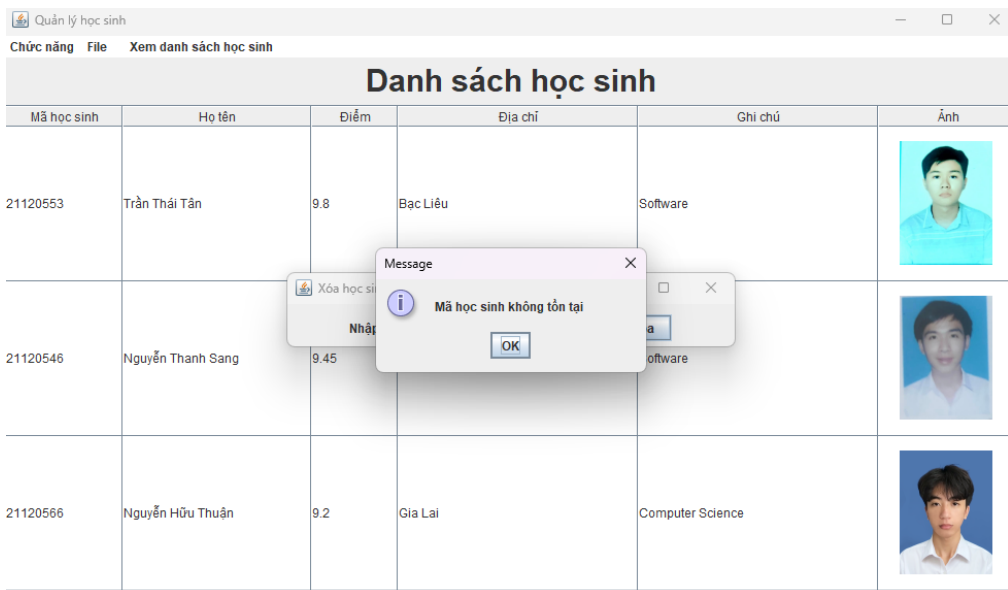 Quản lý học sinh
Chức năng File Xem danh sách học sinh
Danh sách học sinh
Mã học sinh Họ tên Điểm Địa chỉ Ghi chú Ảnh
21120553 Trần Thái Tân 9.8 Bạc Liêu Software
Message
Xóa học
Mã học sinh không tồn tại
Nhập
OK
21120546 Nguyễn Thanh Sang 9.45
21120566 Nguyễn Hữu Thuận 9.2 Gia Lai Computer Science